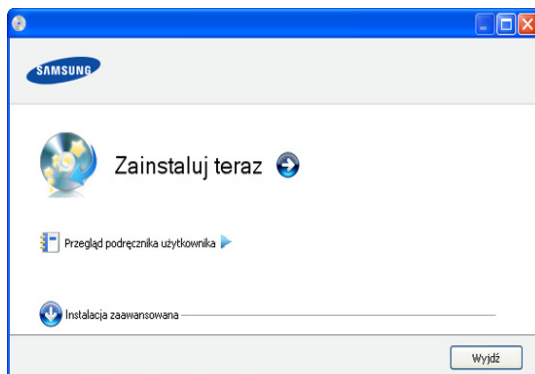 SAMSUNG
Zainstaluj teraz
Przegląd podręcznika użytkownika
Instalacja zaawansowana
Wyjdź